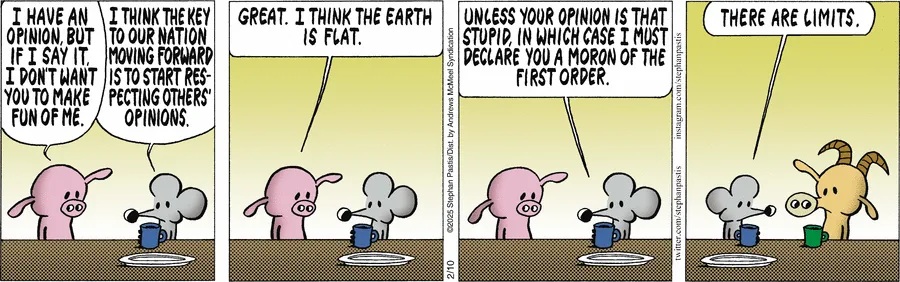 I HAVE AN
OPINION, BUT
IF I SAY IT,
I DON'T WANT
YOU TO MAKE
FUN OF ME.
I THINK THE KEY
TO OUR NATION
MOVING FORWARD
IS TO START RES-
PECTING OTHERS'
OPINIONS.
GREAT. I THINK THE EARTH
IS FLAT.
©2025 Stephan Pastis/Dist. by Andrews McMeel Syndication
2/10
UNLESS YOUR OPINION IS THAT
STUPID, IN WHICH CASE I MUST
DECLARE YOU A MORON OF THE
FIRST ORDER.
twitter.com/stephanpastis
instagram.com/stephanpastis
THERE ARE LIMITS.